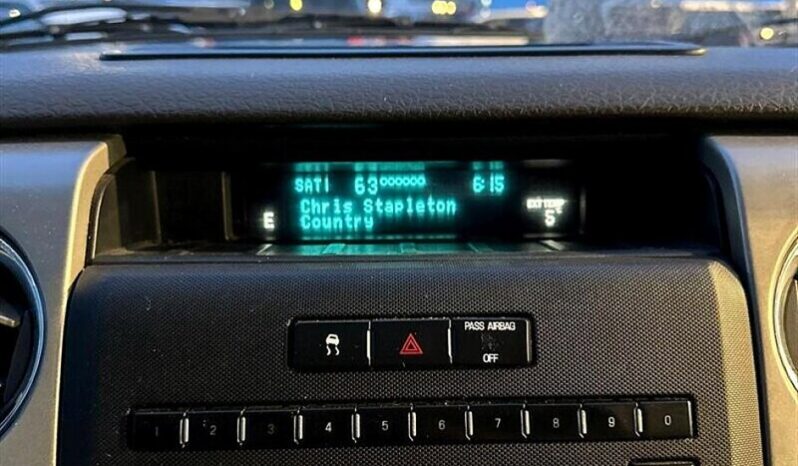 SAT1 63 6:15
Chris Stapleton
Country
E
EXT TEMP
S
PASS AIRBAG
OFF
1 2 3 4 5 6 7 8 9 0